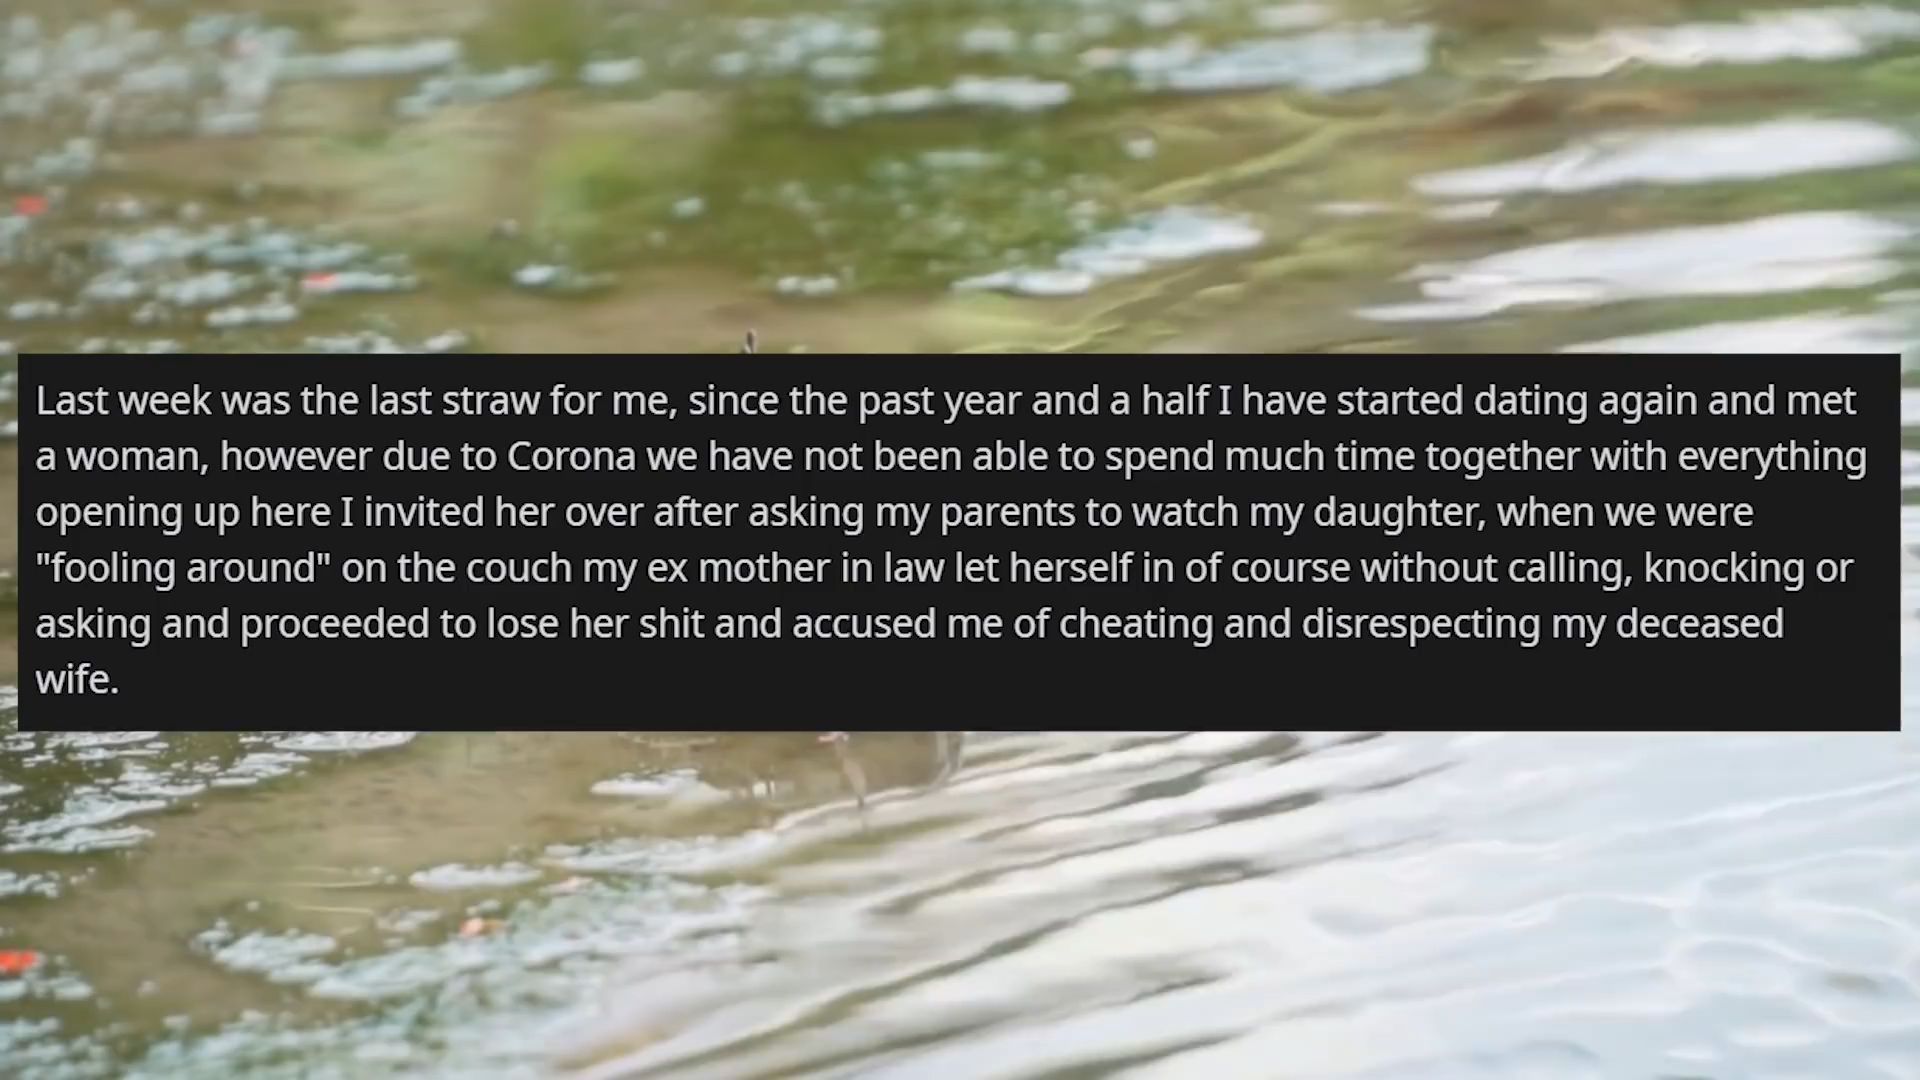 Last week was the last straw for me, since the past year and a half I have started dating again and met
a woman, however due to Corona we have not been able to spend much time together with everything
opening up here I invited her over after asking my parents to watch my daughter, when we were
"fooling around" on the couch my ex mother in law let herself in of course without calling, knocking or
asking and proceeded to lose her shit and accused me of cheating and disrespecting my deceased
wife.